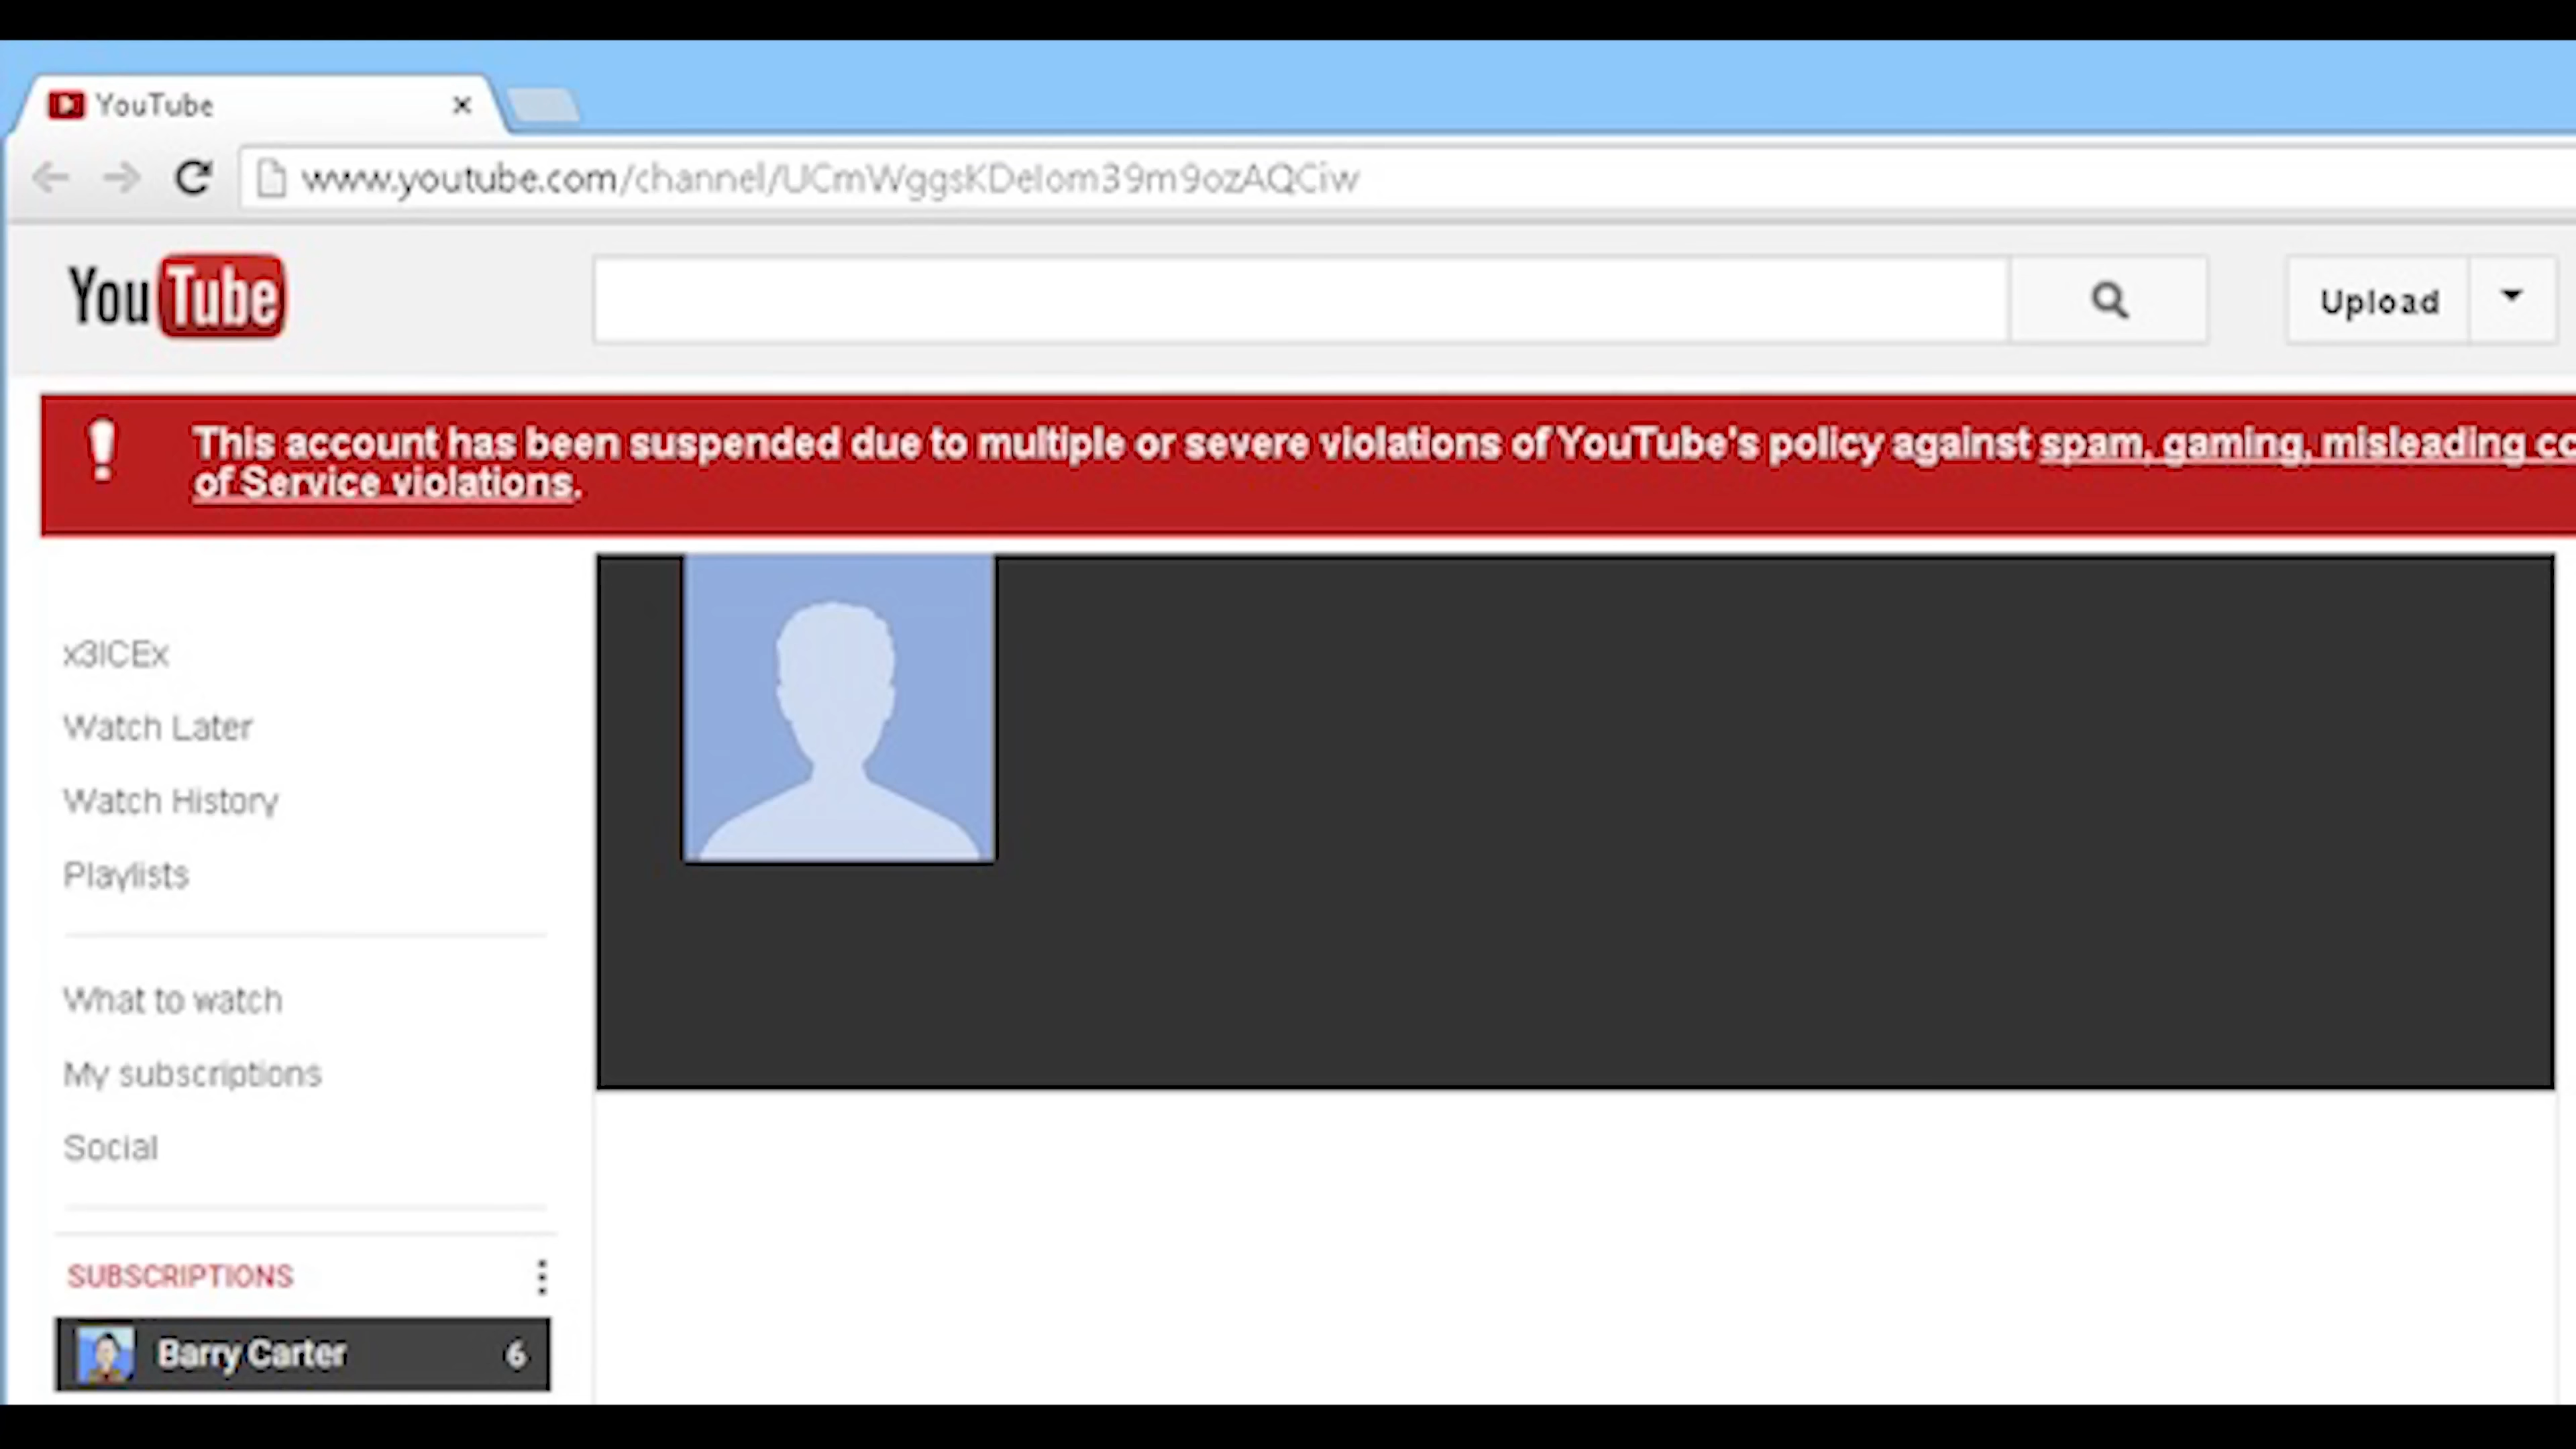 YouTube
www.youtube.com/channel/UCmWggsKDeIom39m9ozAQCiw
YouTube
Upload
This account has been suspended due to multiple or severe violations of YouTube's policy against spam, gaming, misleading
of Service violations.
x3ICEx
Watch Later
Watch History
Playlists
What to watch
My subscriptions
Social
SUBSCRIPTIONS
Barry Carter 6